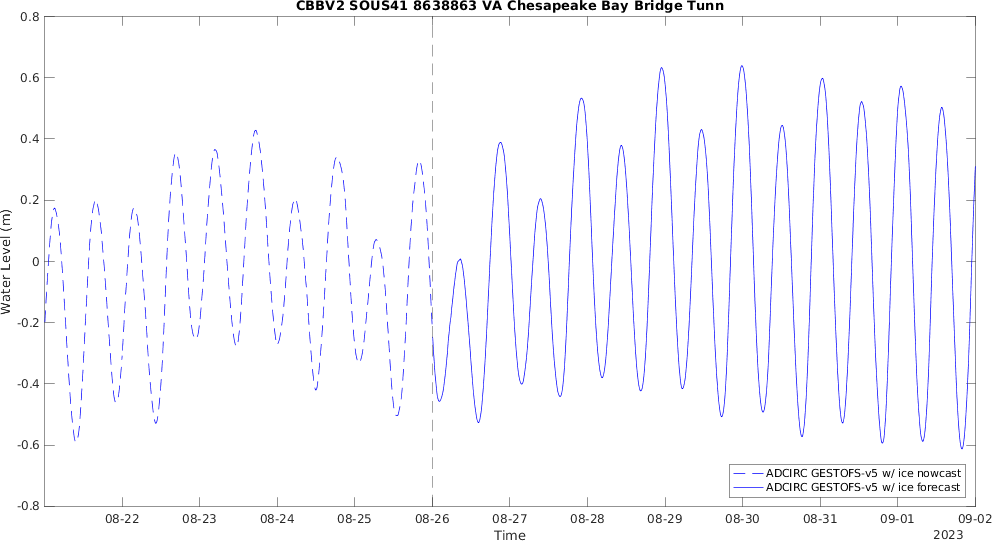 CBBV2 SOUS41 8638863 VA Chesapeake Bay Bridge Tunn
Water Level (m)
0.8
0.6
0.4
0.2
0
-0.2
-0.4
-0.6
-0.8
ADCIRC GESTOFS-v5 w/ ice nowcast
ADCIRC GESTOFS-v5 w/ ice forecast
08-22 08-23 08-24 08-25 08-26 08-27 08-28 08-29 08-30 08-31 09-01 09-02
Time
2023